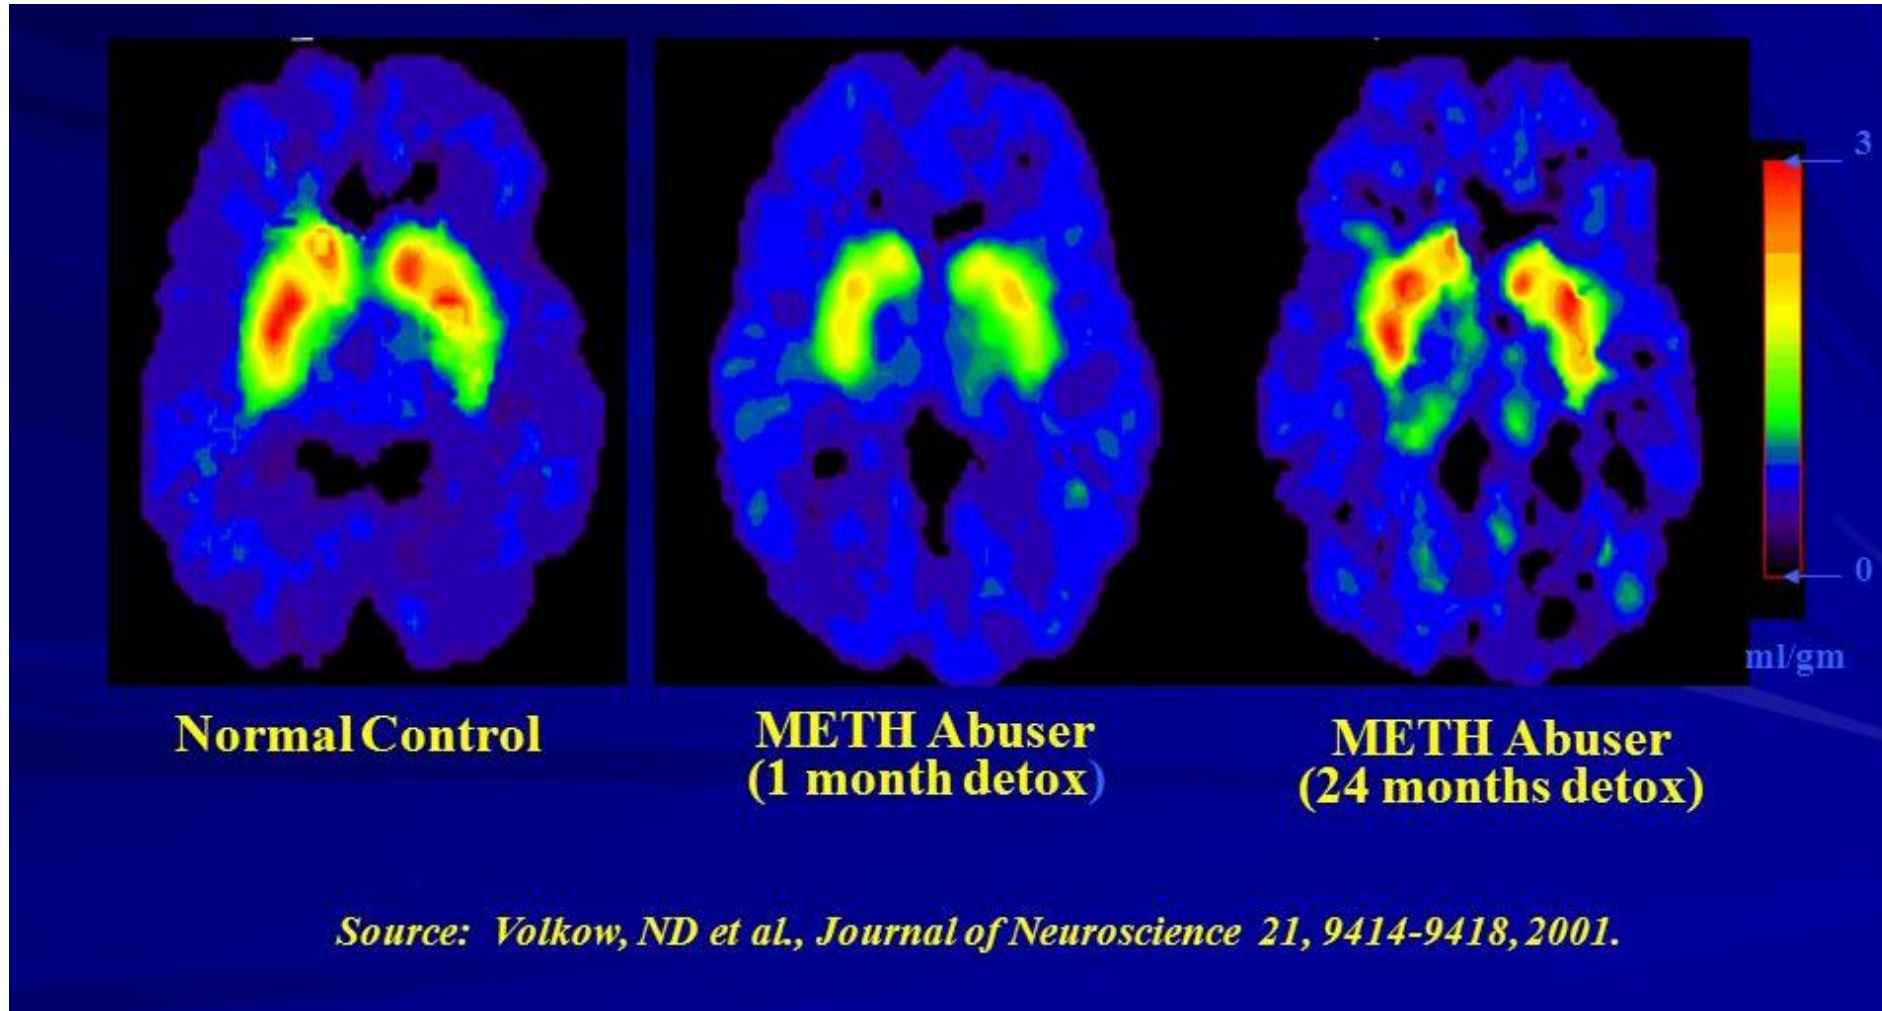 3
0
ml/gm
Normal Control
METH Abuser
(1 month detox)
METH Abuser
(24 months detox)
Source: Volkow, ND et al., Journal of Neuroscience 21, 9414-9418, 2001.